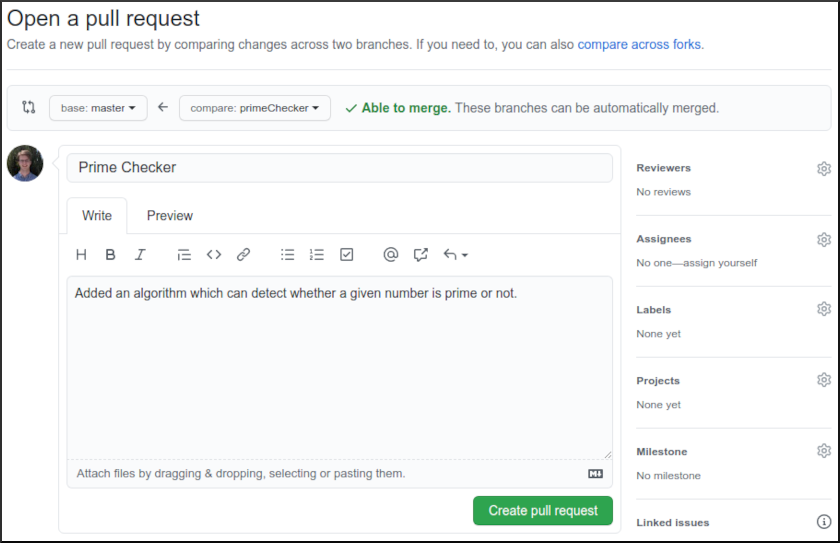 Open a pull request
Create a new pull request by comparing changes across two branches. If you need to, you can also compare across forks.
base: master
compare: primeChecker
Able to merge. These branches can be automatically merged.
Prime Checker
Write Preview
H B I
Added an algorithm which can detect whether a given number is prime or not.
Attach files by dragging & dropping, selecting or pasting them.
Create pull request
Reviewers
No reviews
Assignees
No one—assign yourself
Labels
None yet
Projects
None yet
Milestone
No milestone
Linked issues